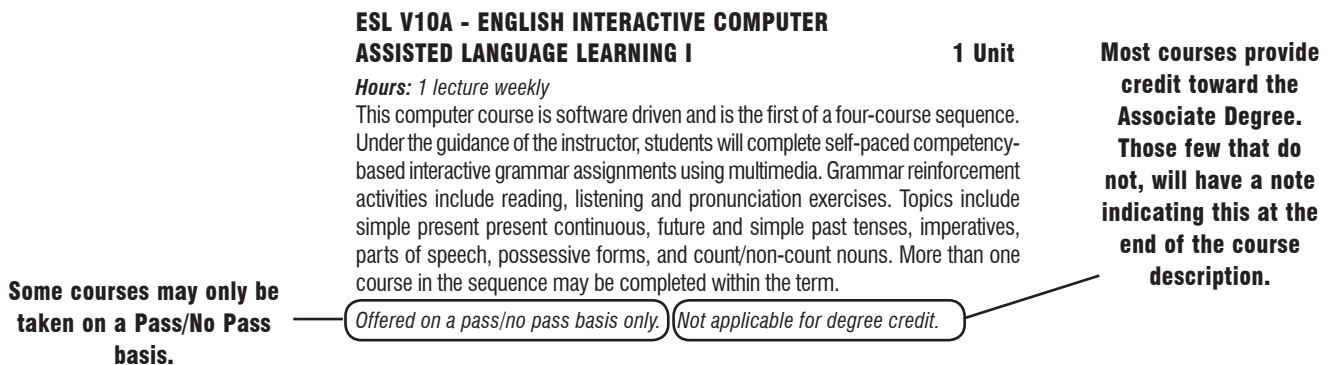 ESL V10A - ENGLISH INTERACTIVE COMPUTER
ASSISTED LANGUAGE LEARNING I 1 Unit
Hours: 1 lecture weekly
This computer course is software driven and is the first of a four-course sequence.
Under the guidance of the instructor, students will complete self-paced competency-
based interactive grammar assignments using multimedia. Grammar reinforcement
activities include reading, listening and pronunciation exercises. Topics include
simple present present continuous, future and simple past tenses, imperatives,
parts of speech, possessive forms, and count/non-count nouns. More than one
course in the sequence may be completed within the term.
Offered on a pass/no pass basis only. Not applicable for degree credit.
Most courses provide
credit toward the
Associate Degree.
Those few that do
not, will have a note
indicating this at the
end of the course
description.
Some courses may only be
taken on a Pass/No Pass
basis.